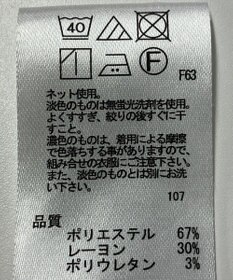 40
F
F63
ネット使用。
淡色のものは無蛍光洗剤を使用。
よくすすぎ、絞りの後すぐに干
すこと。
濃色のものは、着用による摩擦
で色落ちする事がありますので、
組み合せの衣服にご注意下さい。
また、淡色のものとは別にお洗
い下さい。
107
品質
ポリエステル 67%
レーヨン 30%
ポリウレタン 3%